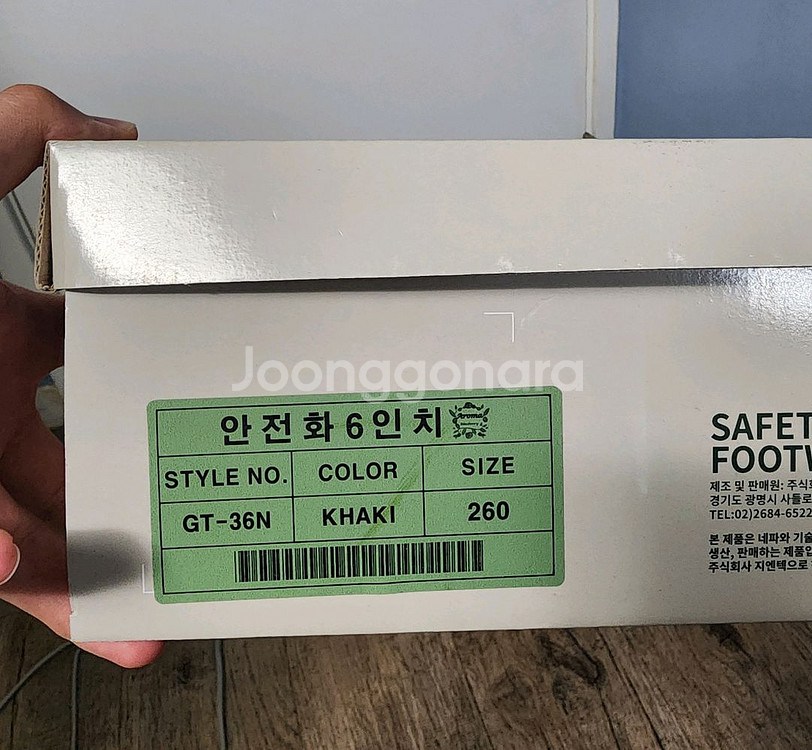 Joonggonara
안전화 6인치 Aroma
STYLE NO. COLOR SIZE
GT-36N KHAKI 260
SAFET
FOOTW
제조 및 판매원: 주식회
경기도 광명시 사들로
TEL:02)2684-6522
본 제품은 네파와 기술
생산, 판매하는 제품입
주식회사 지엔텍으로